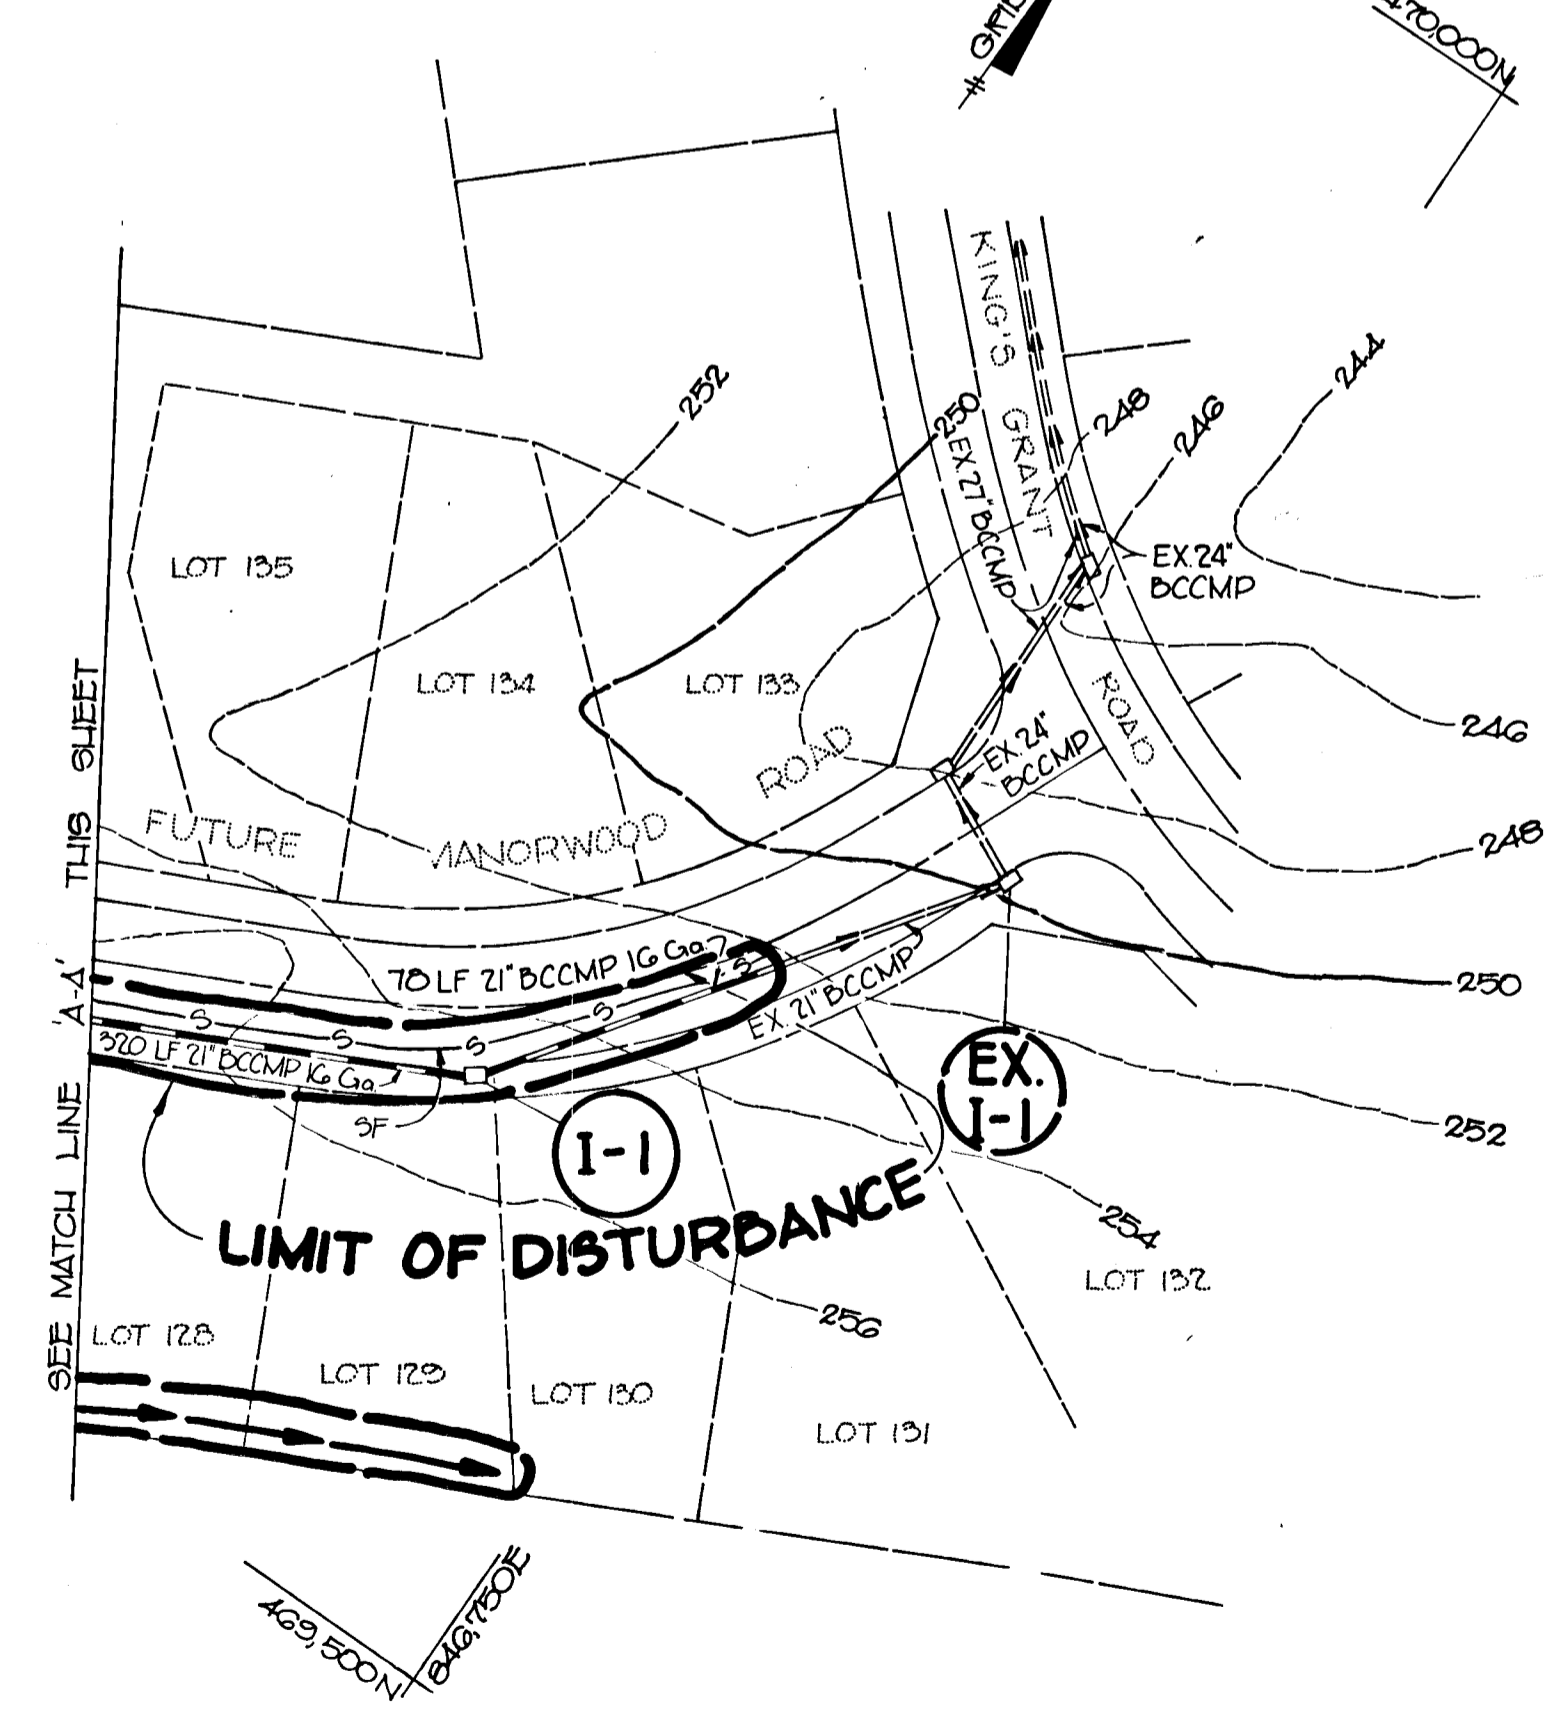 470,000N
KING'S GRANT ROAD
252
250
248
246
244
EX. 27" BCCMP
EX. 24"
BCCMP
LOT 135
LOT 134
LOT 133
246
EX. 24"
BCCMP
FUTURE MANORWOOD ROAD
248
SEE MATCH LINE 'A-A' THIS SHEET
78 LF 21" BCCMP 16 Ga.
S
S
S
S
S
250
EX. 21" BCCMP
320 LF 21" BCCMP 16 Ga.
SF
EX.
I-1
I-1
252
LIMIT OF DISTURBANCE
254
LOT 132
256
LOT 128
LOT 129
LOT 130
LOT 131
469,500N
846,750E